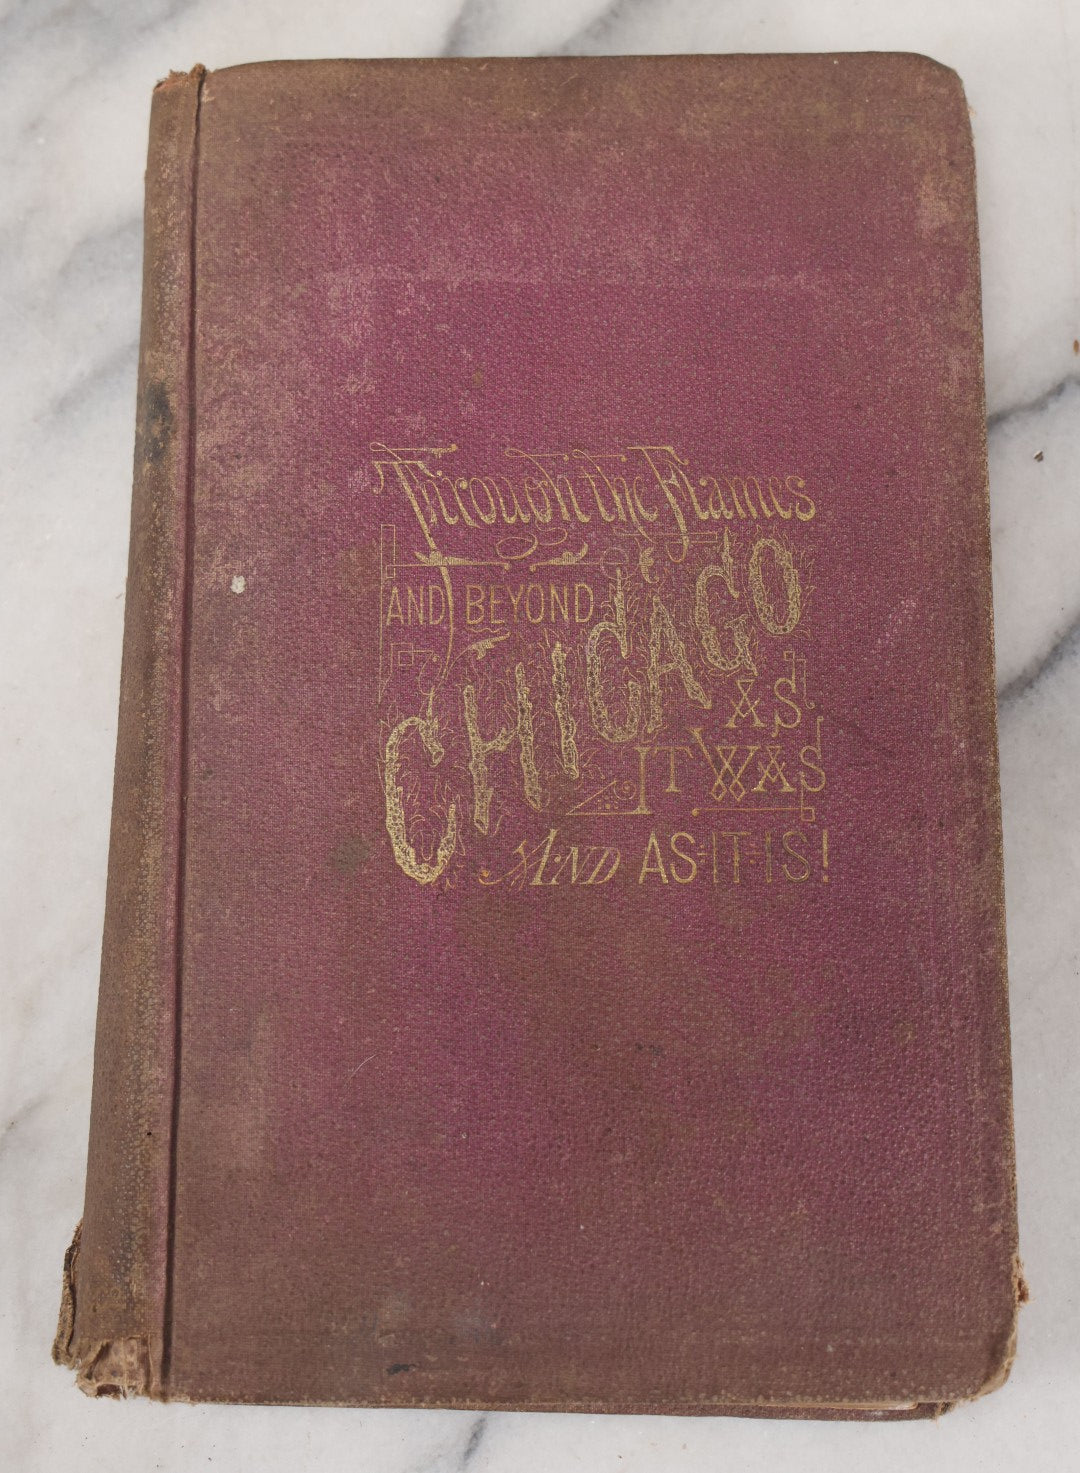 Through the Flames
AND BEYOND
CHICAGO
AS
IT WAS
AND AS IT IS!